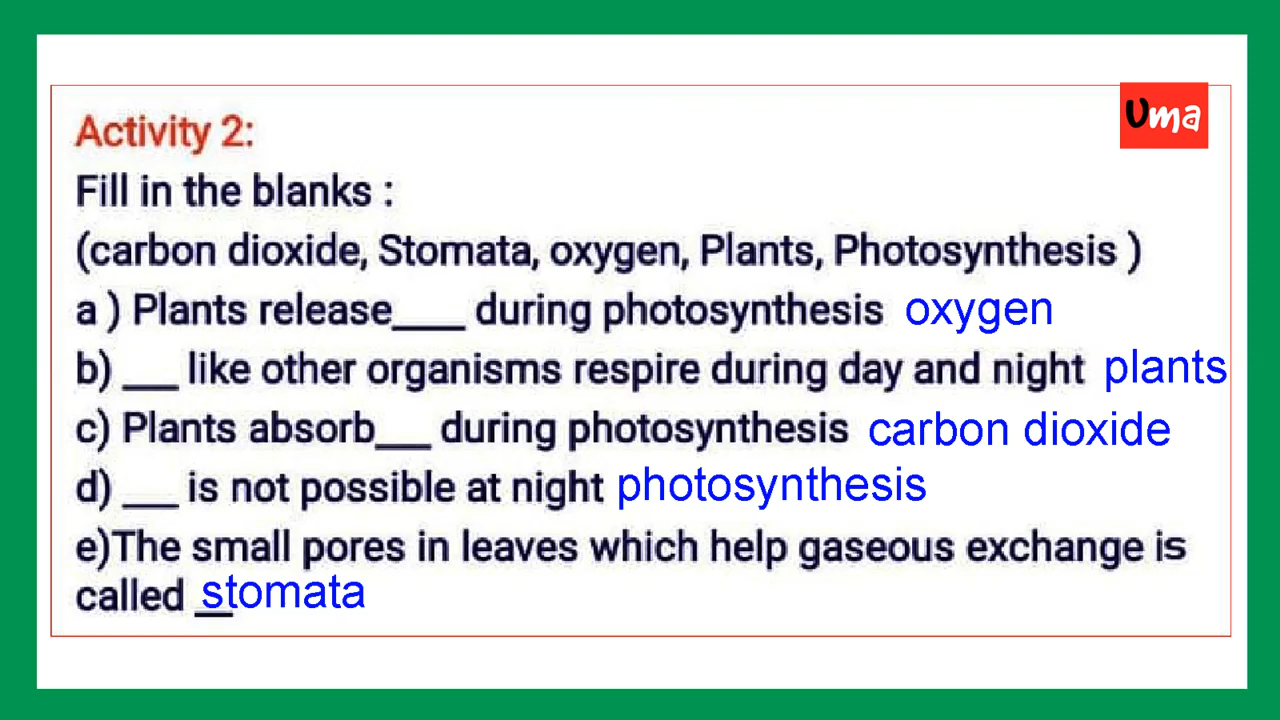 Uma
Activity 2:
Fill in the blanks :
(carbon dioxide, Stomata, oxygen, Plants, Photosynthesis )
a ) Plants release____ during photosynthesis oxygen
b) ___ like other organisms respire during day and night plants
c) Plants absorb___ during photosynthesis carbon dioxide
d) ___ is not possible at night photosynthesis
e)The small pores in leaves which help gaseous exchange is
called __ stomata